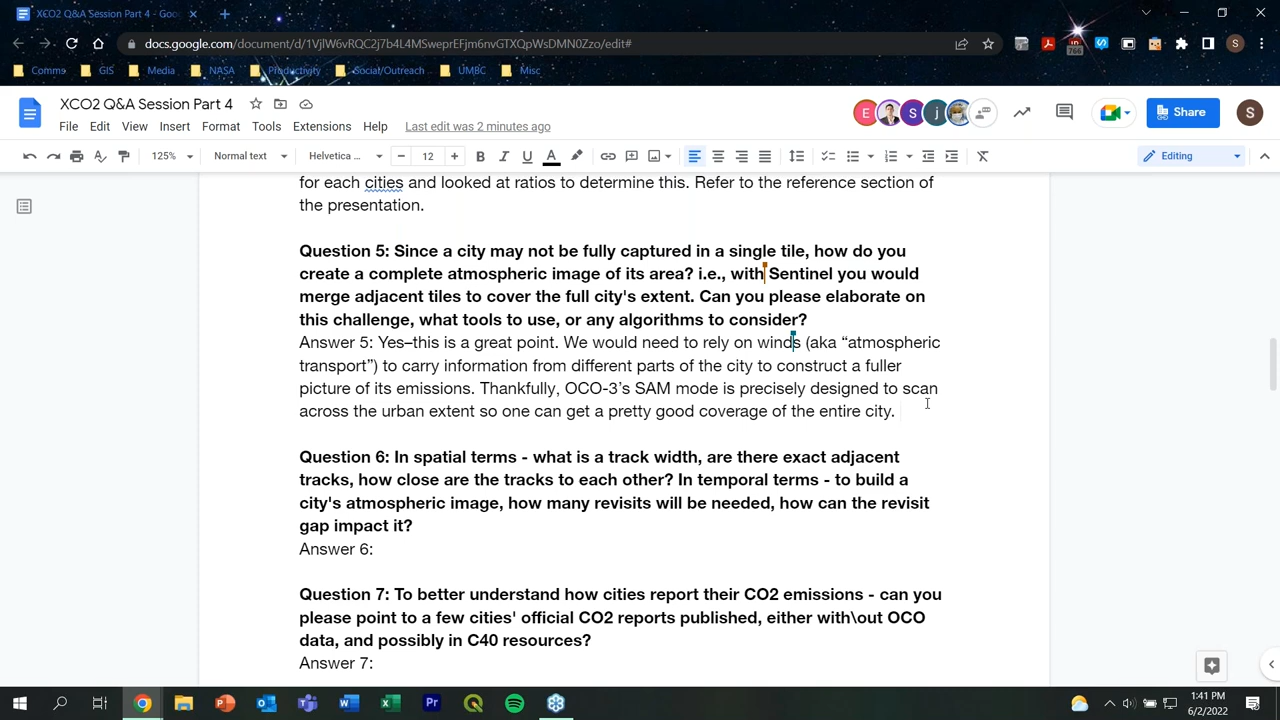 XCO2 Q&A Session Part 4 - Goo
docs.google.com/document/d/1VjlW6vRQC2j7b4L4MSweprEFjm6nvGTXQpWsDMN0Zzo/edit#
766
S
Comms GIS Media NASA Productivity Social/Outreach UMBC Misc
XCO2 Q&A Session Part 4
File Edit View Insert Format Tools Extensions Help Last edit was 2 minutes ago
E S j Share S
125% Normal text Helvetica ... 12 B I U A Editing
for each cities and looked at ratios to determine this. Refer to the reference section of
the presentation.
Question 5: Since a city may not be fully captured in a single tile, how do you
create a complete atmospheric image of its area? i.e., with Sentinel you would
merge adjacent tiles to cover the full city's extent. Can you please elaborate on
this challenge, what tools to use, or any algorithms to consider?
Answer 5: Yes–this is a great point. We would need to rely on winds (aka “atmospheric
transport”) to carry information from different parts of the city to construct a fuller
picture of its emissions. Thankfully, OCO-3’s SAM mode is precisely designed to scan
across the urban extent so one can get a pretty good coverage of the entire city.
Question 6: In spatial terms - what is a track width, are there exact adjacent
tracks, how close are the tracks to each other? In temporal terms - to build a
city's atmospheric image, how many revisits will be needed, how can the revisit
gap impact it?
Answer 6:
Question 7: To better understand how cities report their CO2 emissions - can you
please point to a few cities' official CO2 reports published, either with\out OCO
data, and possibly in C40 resources?
Answer 7:
1:41 PM
6/2/2022